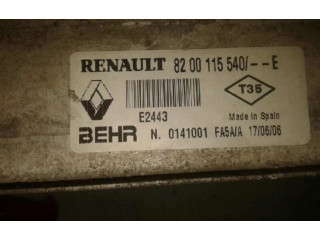 RENAULT 82 00 115 540/--E
T35
E2443 Made in Spain
BEHR N. 0141001 FA5A/A 17/06/06